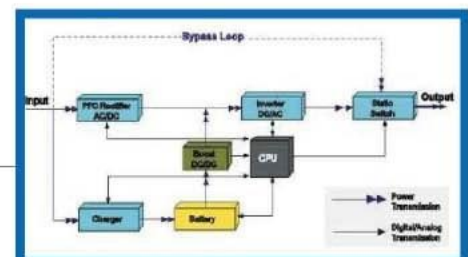 Bypass Loop
Input
PFC Rectifier
AC/DC
Inverter
DC/AC
Static
Switch
Output
Boost
DC/DC
CPU
Charger
Battery
Power
Transmission
Digital/Analog
Transmission